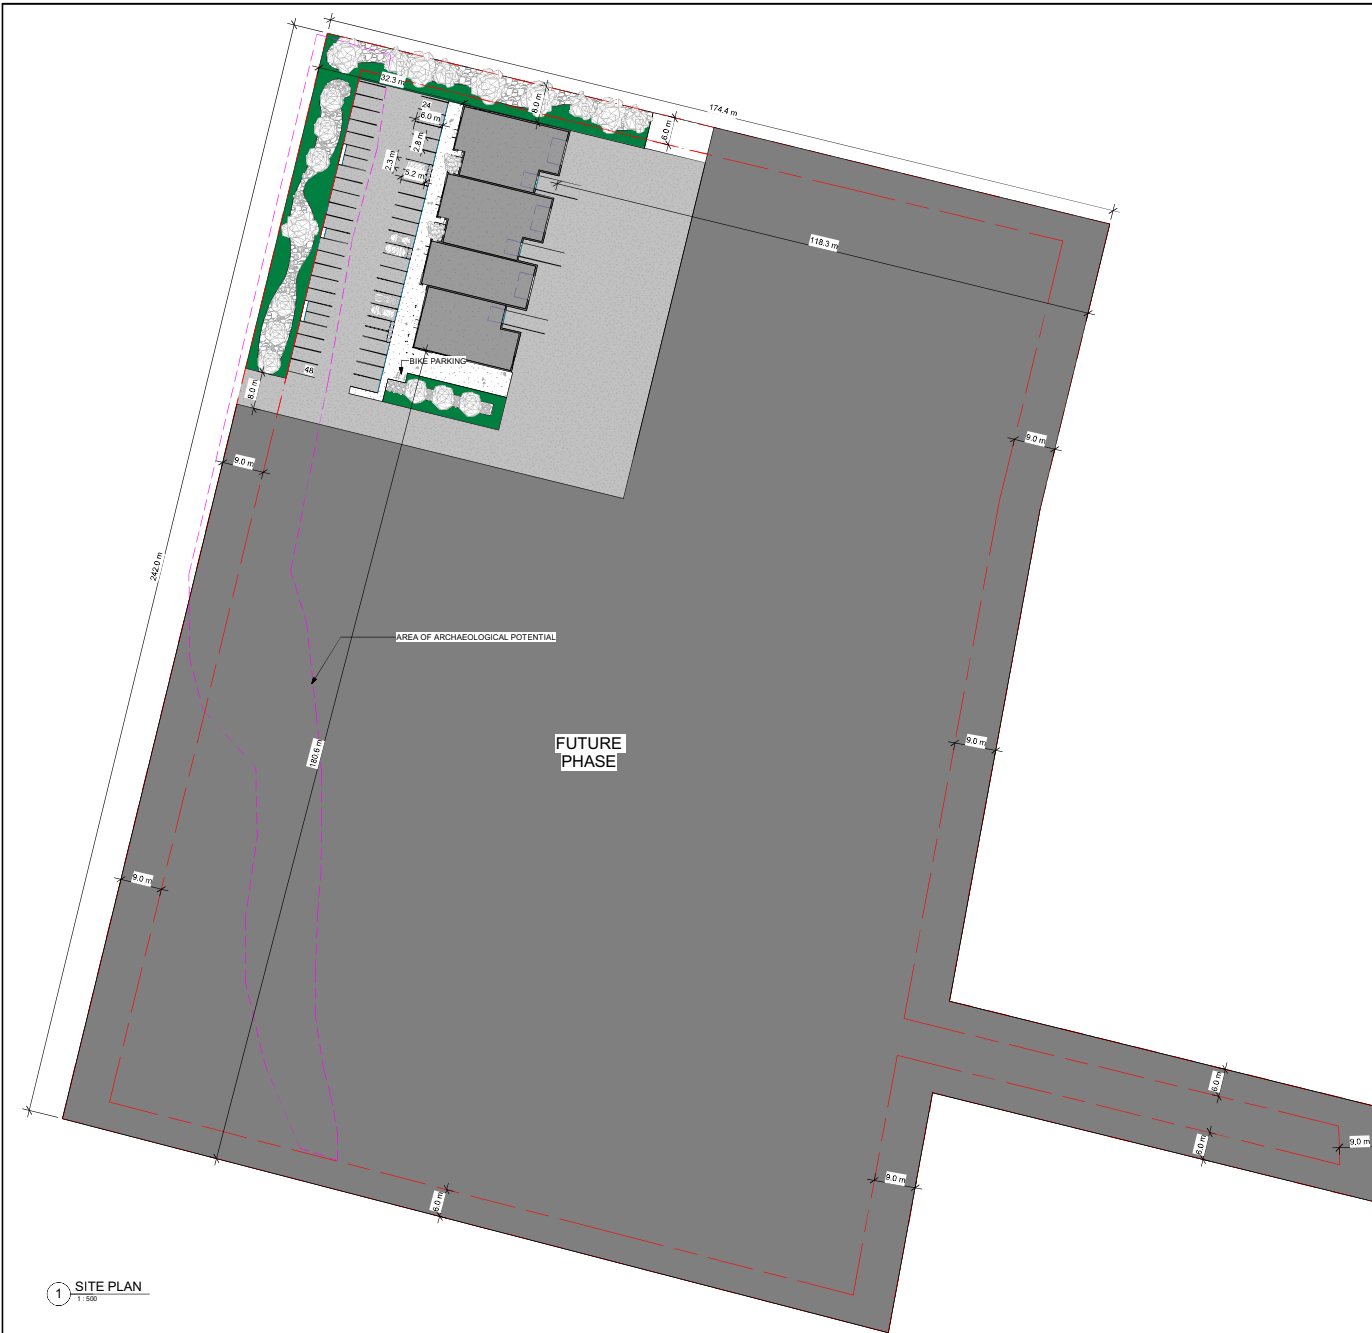 174.4 m
32.3 m
24
6.0 m
8.0 m
6.0 m
2.8 m
2.3 m
5.2 m
118.3 m
BIKE PARKING
48
8.0 m
9.0 m
9.0 m
242.0 m
AREA OF ARCHAEOLOGICAL POTENTIAL
180.6 m
FUTURE
PHASE
9.0 m
9.0 m
6.0 m
6.0 m
9.0 m
9.0 m
6.0 m
1 SITE PLAN
1 : 500